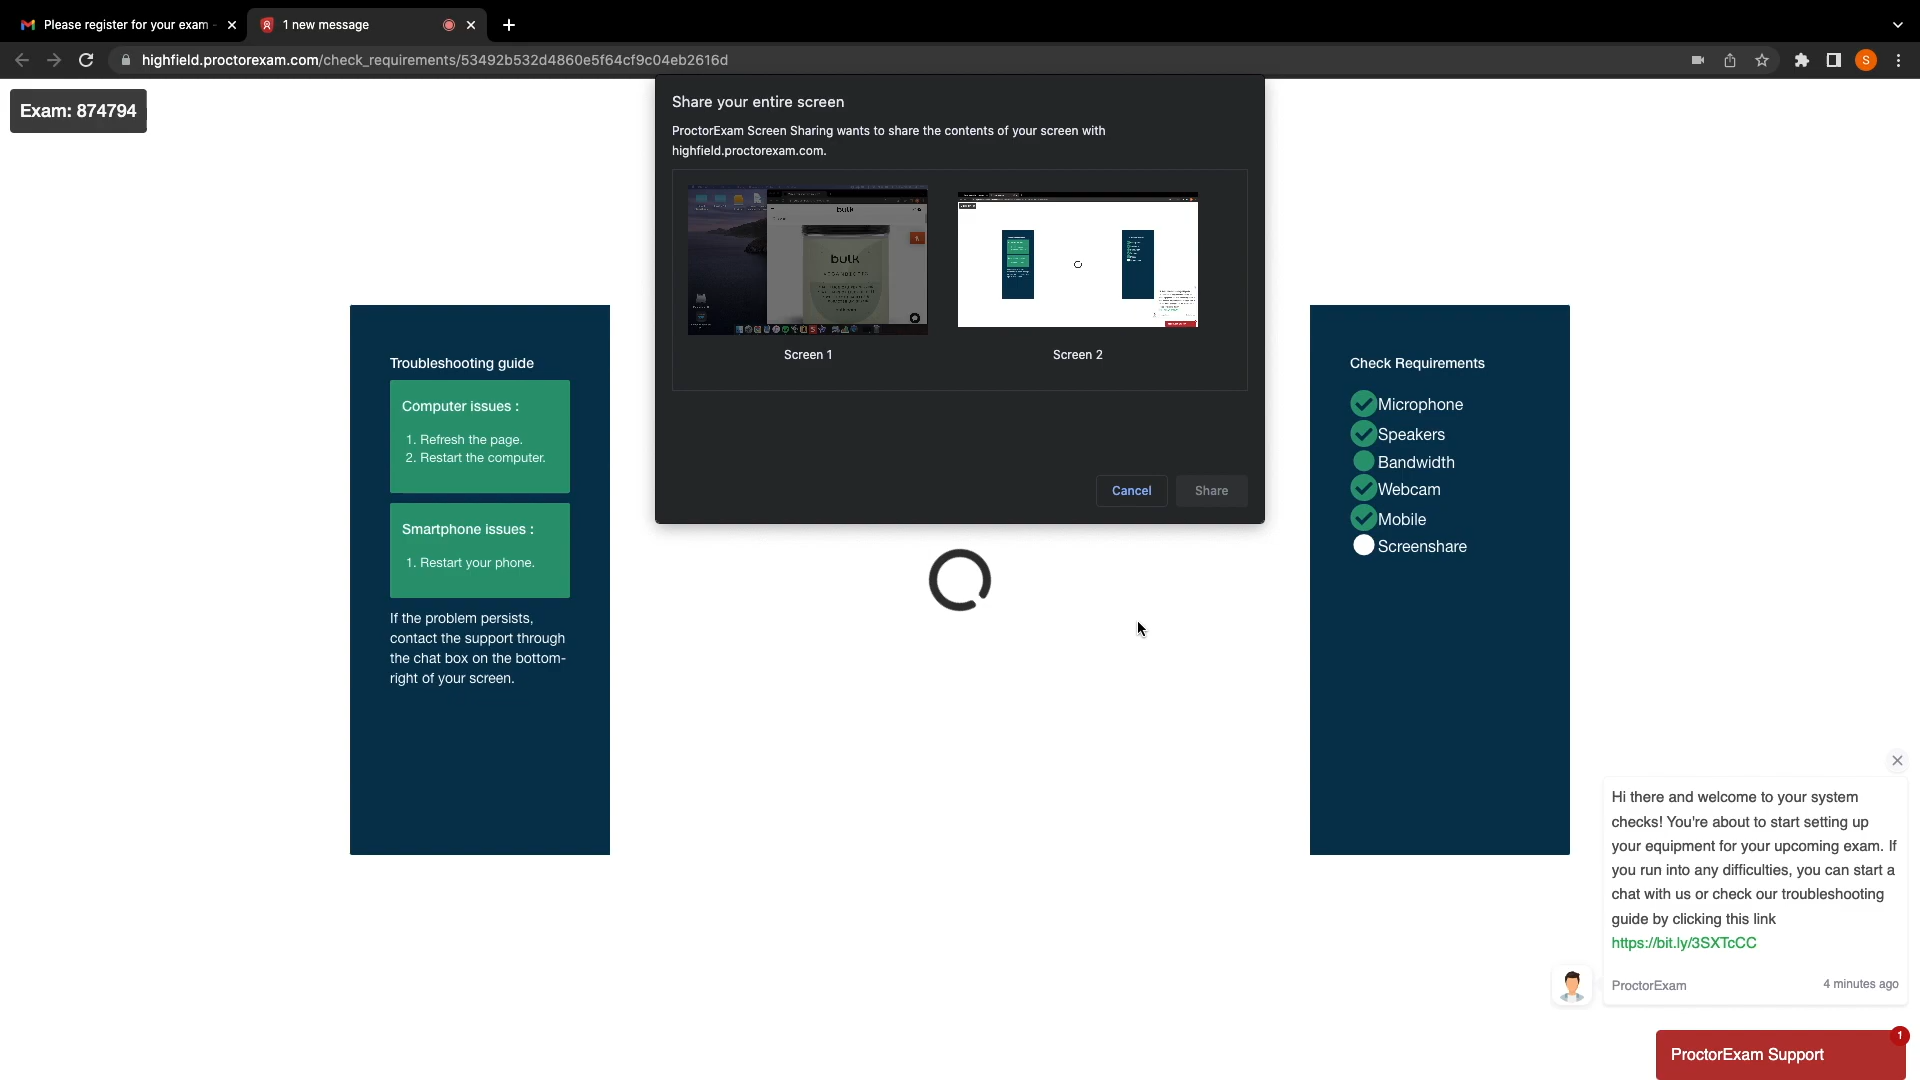 Please register for your exam -
1 new message
highfield.proctorexam.com/check_requirements/53492b532d4860e5f64cf9c04eb2616d
S
Exam: 874794
Share your entire screen
ProctorExam Screen Sharing wants to share the contents of your screen with
highfield.proctorexam.com.
bulk
bulk
Screen 1
Screen 2
Cancel
Share
Troubleshooting guide
Computer issues :
1. Refresh the page.
2. Restart the computer.
Smartphone issues :
1. Restart your phone.
If the problem persists,
contact the support through
the chat box on the bottom-
right of your screen.
Check Requirements
Microphone
Speakers
Bandwidth
Webcam
Mobile
Screenshare
Hi there and welcome to your system
checks! You're about to start setting up
your equipment for your upcoming exam. If
you run into any difficulties, you can start a
chat with us or check our troubleshooting
guide by clicking this link
https://bit.ly/3SXTcCC
ProctorExam
4 minutes ago
1
ProctorExam Support